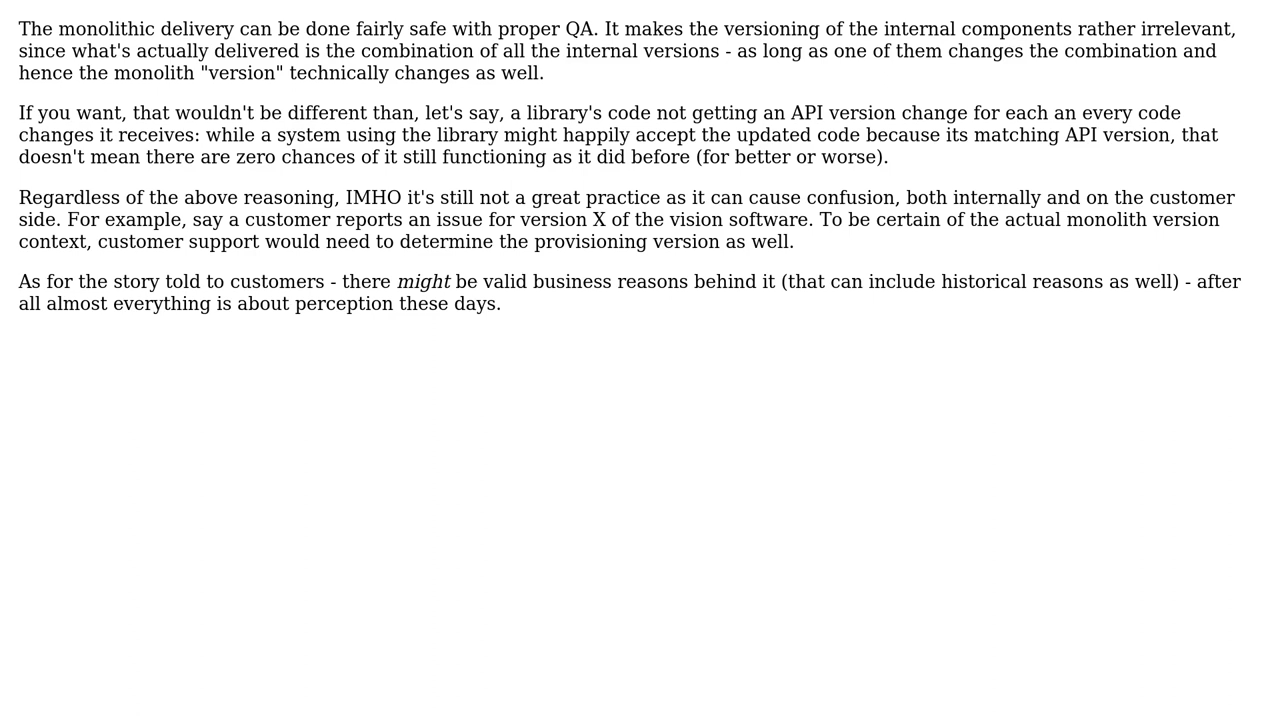 The monolithic delivery can be done fairly safe with proper QA. It makes the versioning of the internal components rather irrelevant,
since what's actually delivered is the combination of all the internal versions - as long as one of them changes the combination and
hence the monolith "version" technically changes as well.
If you want, that wouldn't be different than, let's say, a library's code not getting an API version change for each an every code
changes it receives: while a system using the library might happily accept the updated code because its matching API version, that
doesn't mean there are zero chances of it still functioning as it did before (for better or worse).
Regardless of the above reasoning, IMHO it's still not a great practice as it can cause confusion, both internally and on the customer
side. For example, say a customer reports an issue for version X of the vision software. To be certain of the actual monolith version
context, customer support would need to determine the provisioning version as well.
As for the story told to customers - there might be valid business reasons behind it (that can include historical reasons as well) - after
all almost everything is about perception these days.